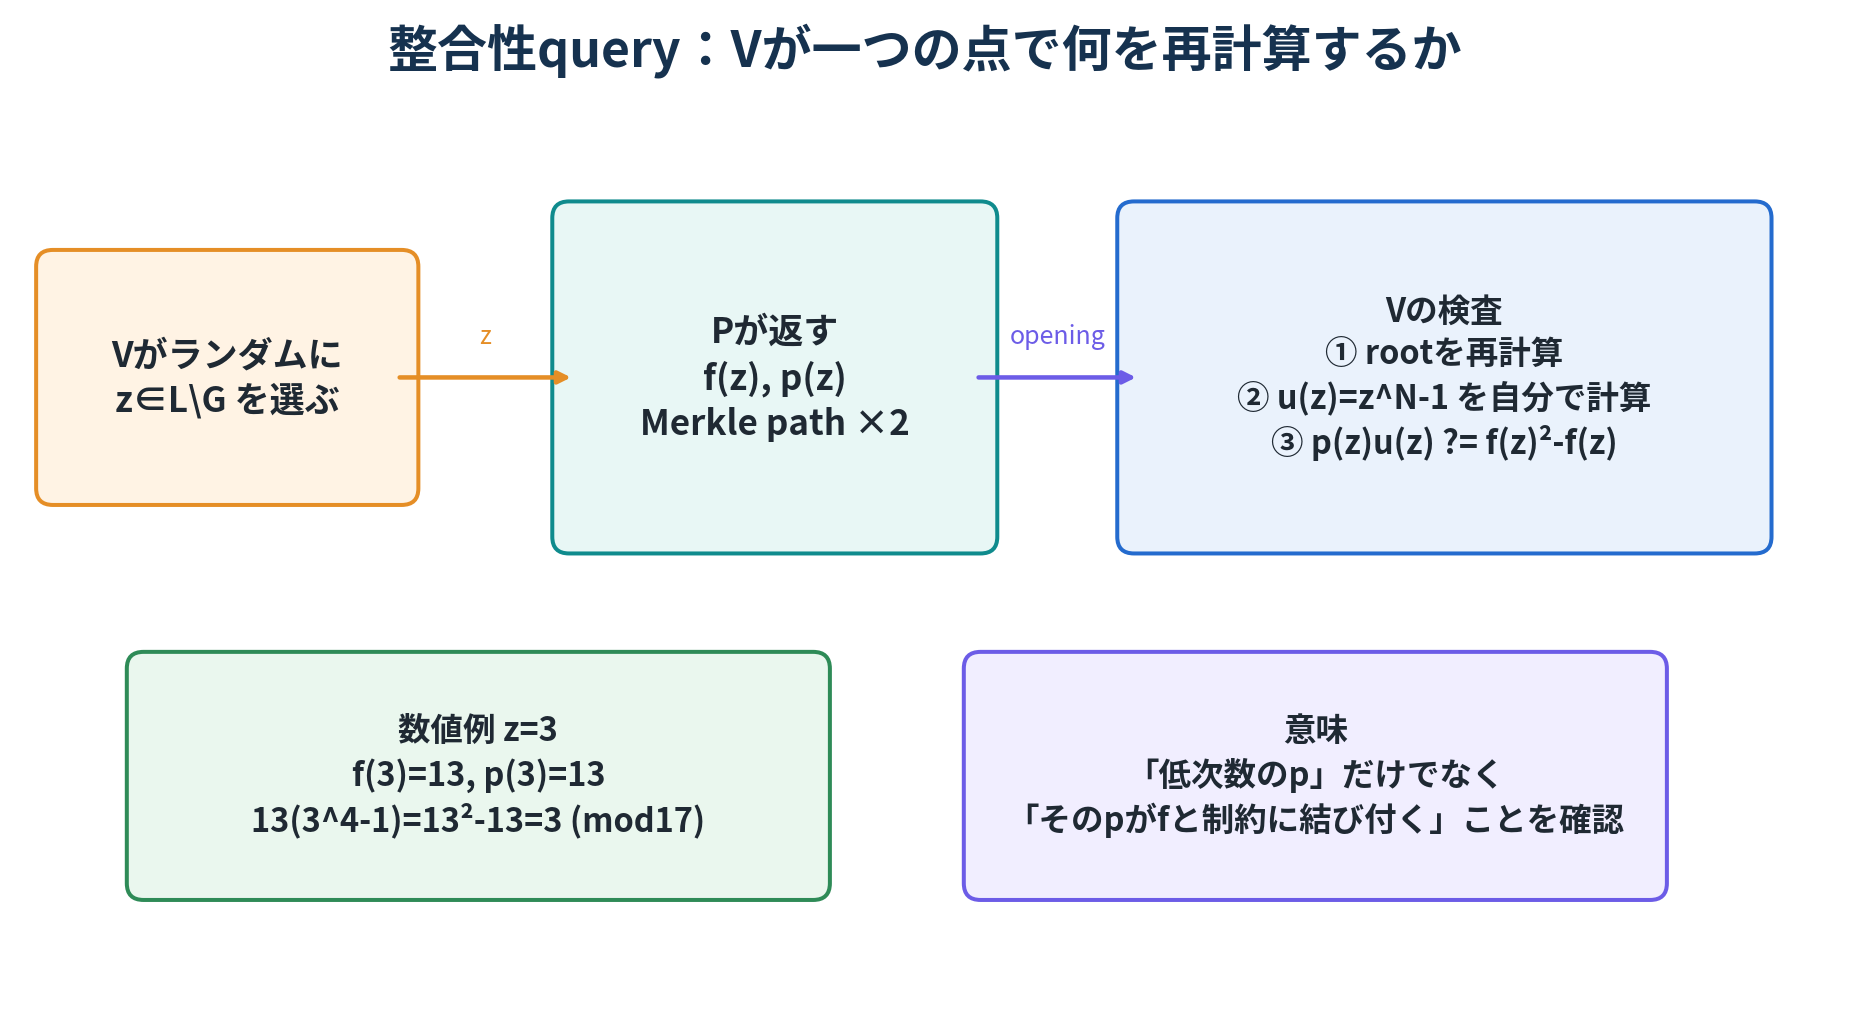 整合性query：Vが一つの点で何を再計算するか
Vがランダムに
z∈L\G を選ぶ
z
Pが返す
f(z), p(z)
Merkle path ×2
opening
Vの検査
① rootを再計算
② u(z)=z^N-1 を自分で計算
③ p(z)u(z) ?= f(z)²-f(z)
数値例 z=3
f(3)=13, p(3)=13
13(3^4-1)=13²-13=3 (mod17)
意味
「低次数のp」だけでなく
「そのpがfと制約に結び付く」ことを確認